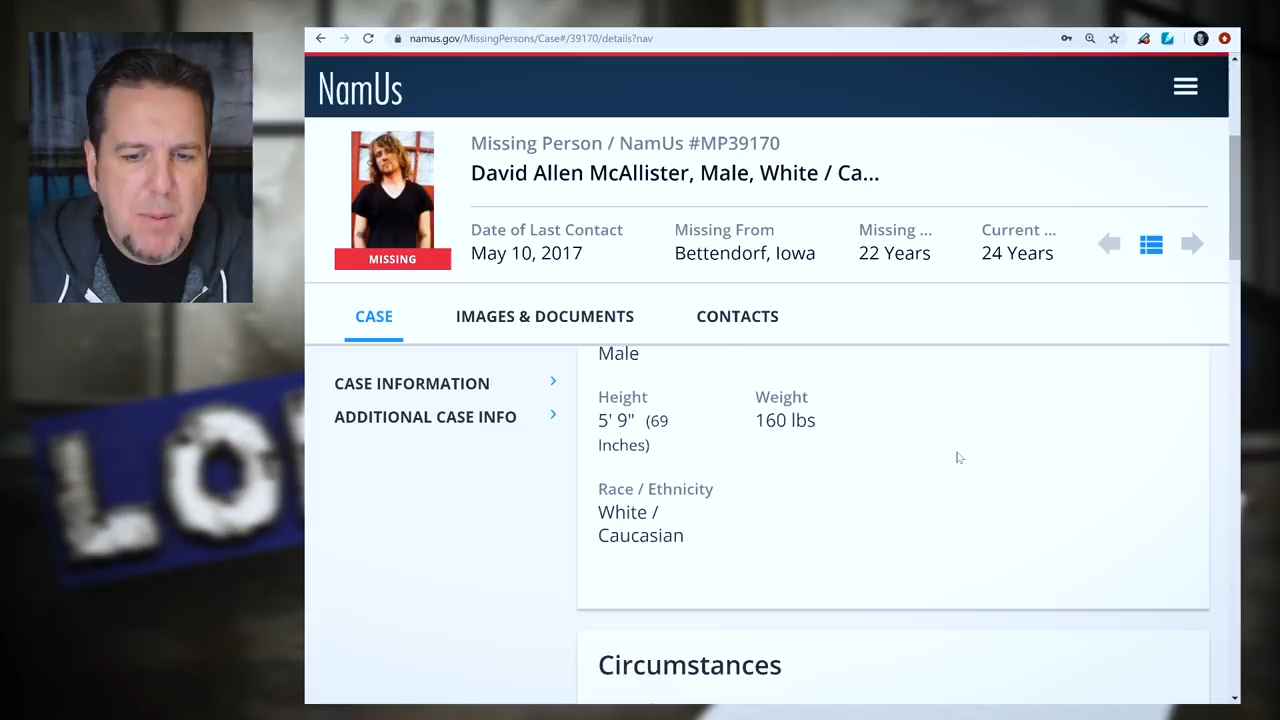 namus.gov/MissingPersons/Case#/39170/details?nav
NamUs
Missing Person / NamUs #MP39170
David Allen McAllister, Male, White / Ca...
Date of Last Contact
Missing From
Missing ...
Current ...
May 10, 2017
Bettendorf, Iowa
22 Years
24 Years
MISSING
CASE
IMAGES & DOCUMENTS
CONTACTS
CASE INFORMATION
ADDITIONAL CASE INFO
Male
Height
Weight
5' 9" (69
Inches)
160 lbs
Race / Ethnicity
White /
Caucasian
Circumstances
LO